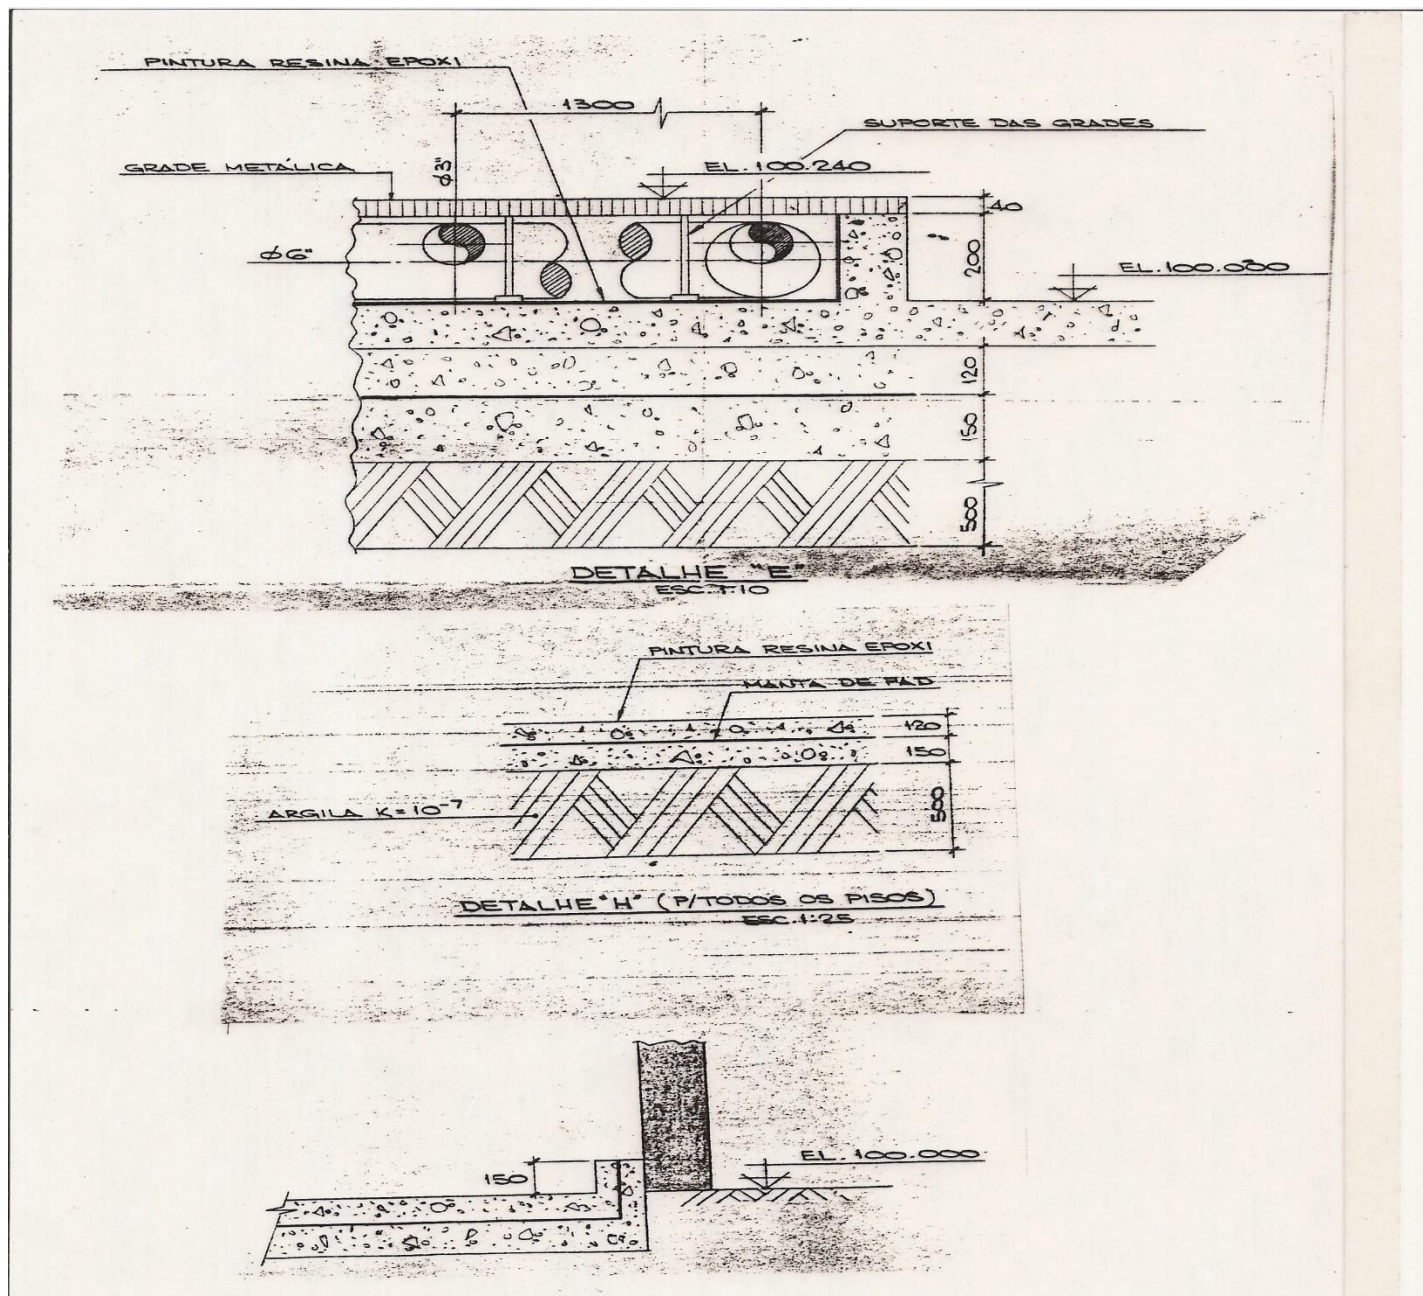 PINTURA RESINA EPOXI
1300
SUPORTE DAS GRADES
GRADE METÁLICA
ϕ3"
EL. 100.240
40
ϕ6"
200
EL. 100.000
120
150
500
DETALHE "E"
ESC. 1:10
PINTURA RESINA EPOXI
MANTA DE PAD
120
150
ARGILA K=10⁻⁷
500
DETALHE "H" (P/TODOS OS PISOS)
ESC. 1:25
EL. 100.000
150